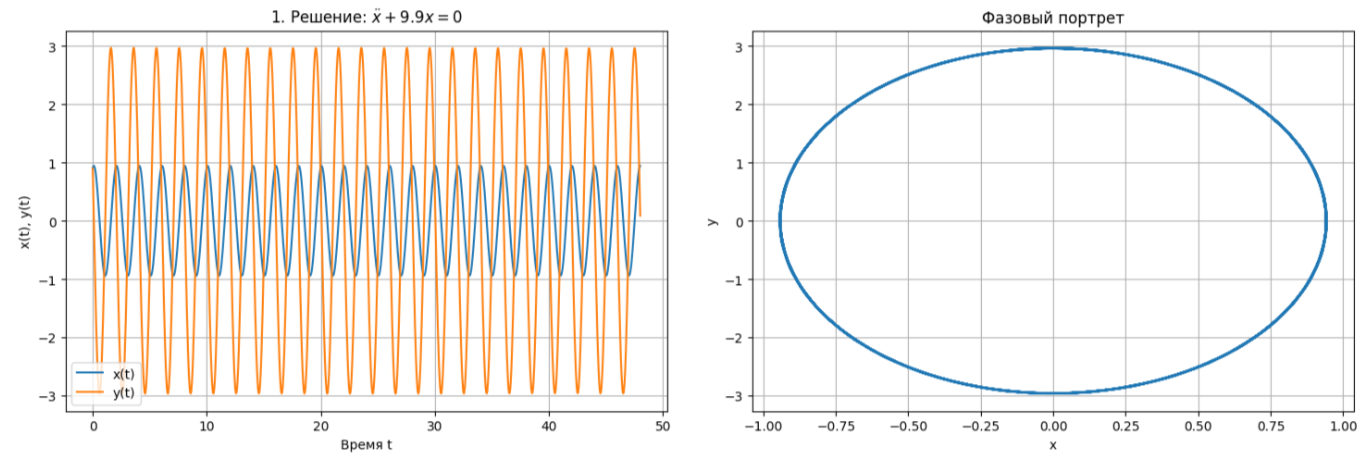 1. Решение: ẍ + 9.9x = 0
x(t), y(t)
3
2
1
0
−1
−2
−3
x(t)
y(t)
0 10 20 30 40 50
Время t
Фазовый портрет
y
3
2
1
0
−1
−2
−3
−1.00 −0.75 −0.50 −0.25 0.00 0.25 0.50 0.75 1.00
x